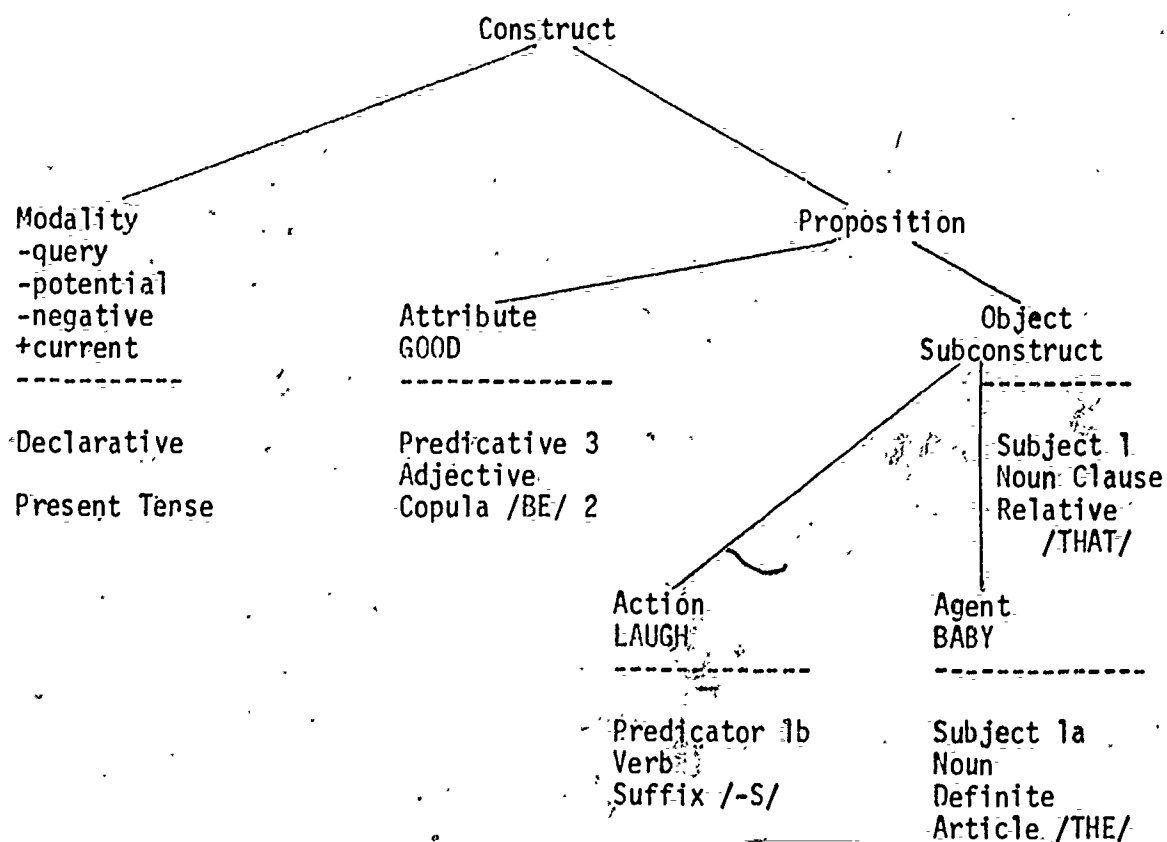 Construct
Modality
-query
-potential
-negative
+current
-----------
Declarative
Present Tense
Proposition
Attribute
GOOD
---------------
Predicative 3
Adjective
Copula /BE/ 2
Object
Subconstruct
----------
Subject 1
Noun Clause
Relative
/THAT/
Action
LAUGH
--------------
Predicator 1b
Verb
Suffix /-S/
Agent
BABY
---------------
Subject 1a
Noun
Definite
Article /THE/